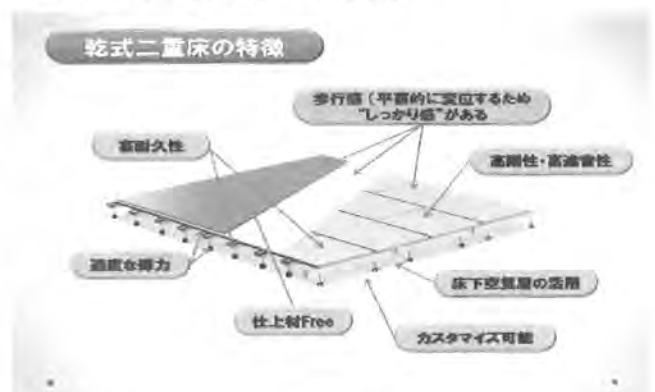 乾式二重床の特徴
歩行感(平面的に変位するため
"しっかり感"がある
高耐久性
高剛性・高遮音性
適度な弾力
床下空気層の活用
仕上材Free
カスタマイズ可能